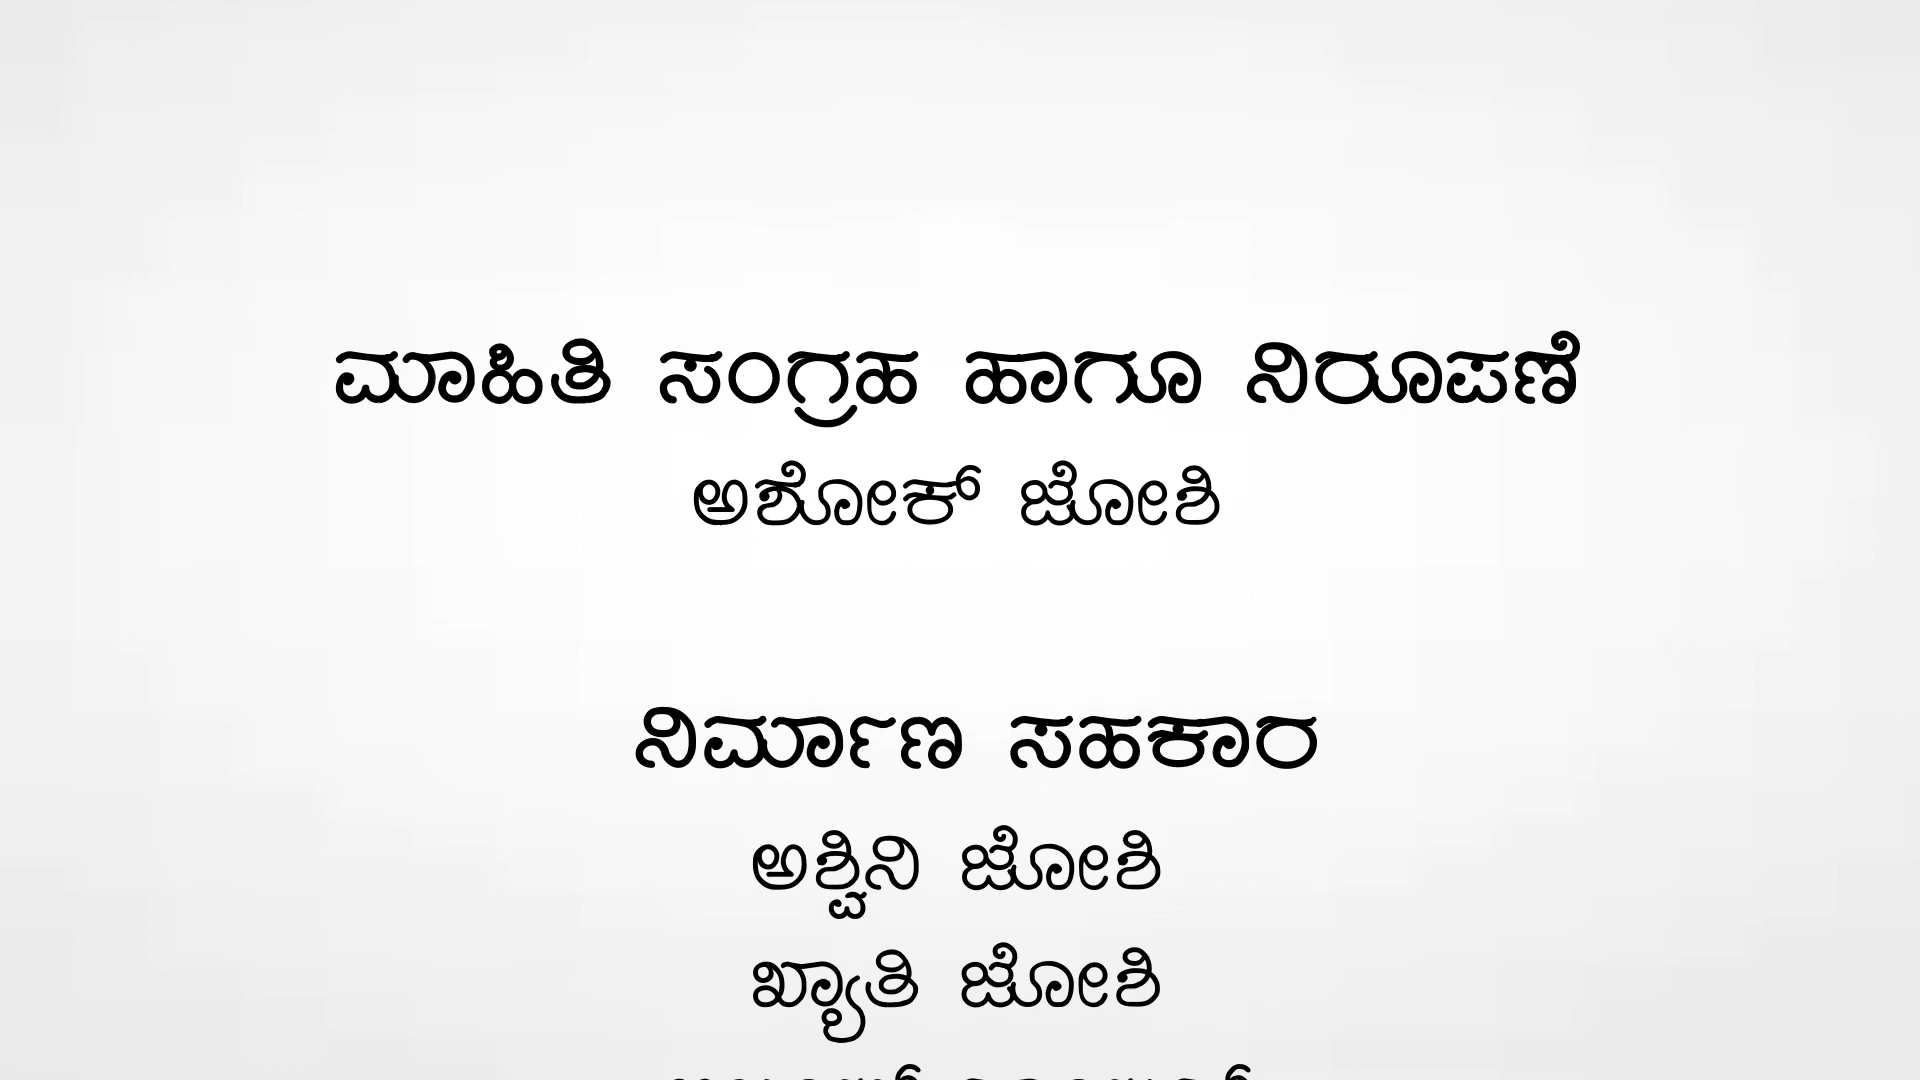 ಮಾಹಿತಿ ಸಂಗ್ರಹ ಹಾಗೂ ನಿರೂಪಣೆ
ಅಶೋಕ್ ಜೋಶಿ
ನಿರ್ಮಾಣ ಸಹಕಾರ
ಅಶ್ವಿನಿ ಜೋಶಿ
ಖ್ಯಾತಿ ಜೋಶಿ